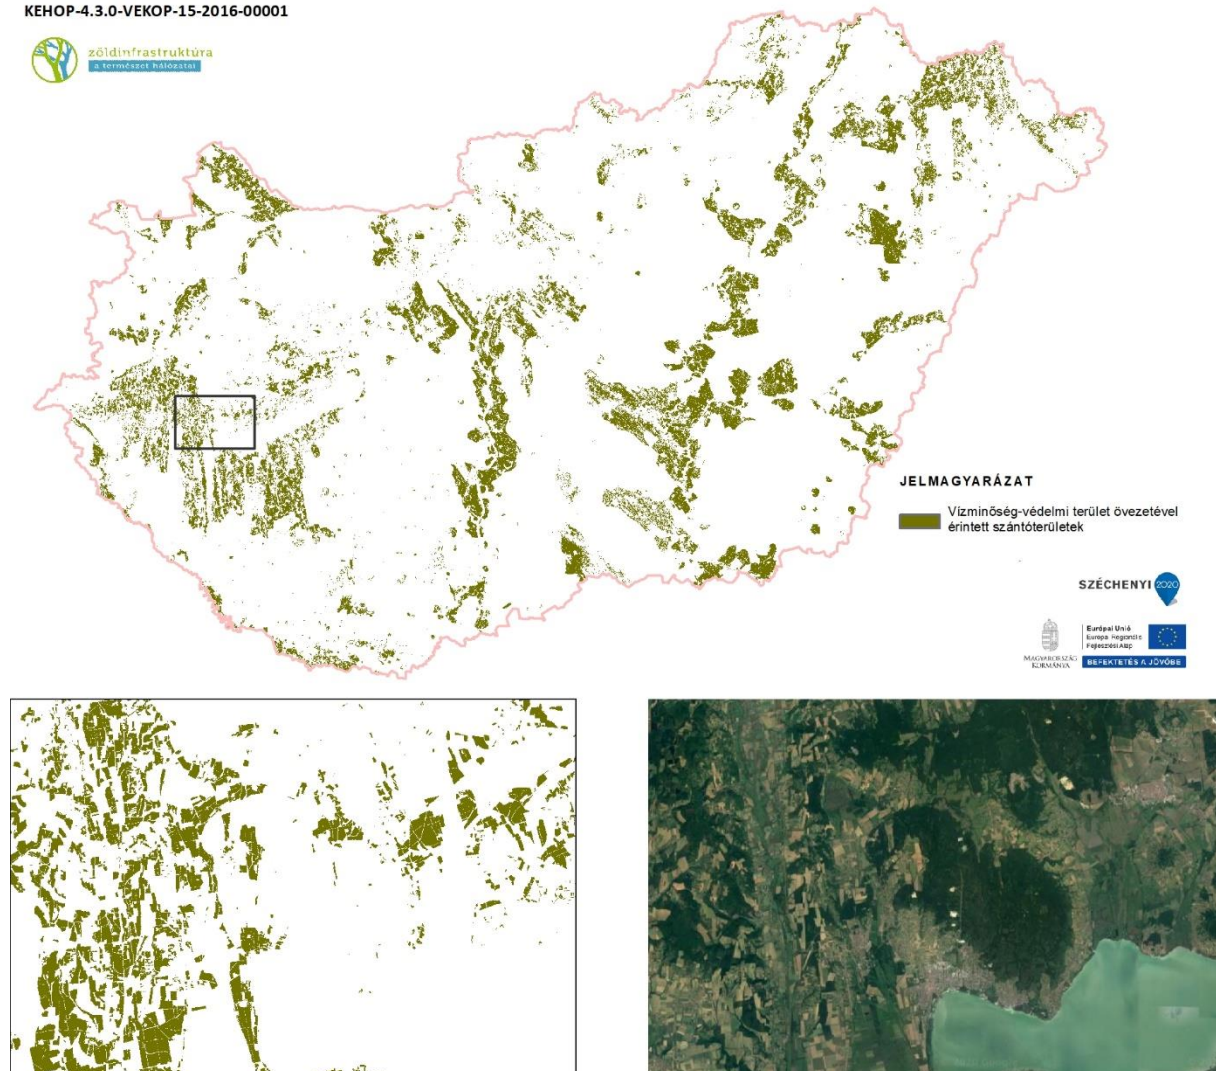 KEHOP-4.3.0-VEKOP-15-2016-00001
zöldinfrastruktúra
a természet hálózatai
JELMAGYARÁZAT
Vízminőség-védelmi terület övezetével
érintett szántóterületek
SZÉCHENYI 2020
MAGYARORSZÁG
KORMÁNYA
Európai Unió
Európai Regionális
Fejlesztési Alap
BEFEKTETÉS A JÖVŐBE